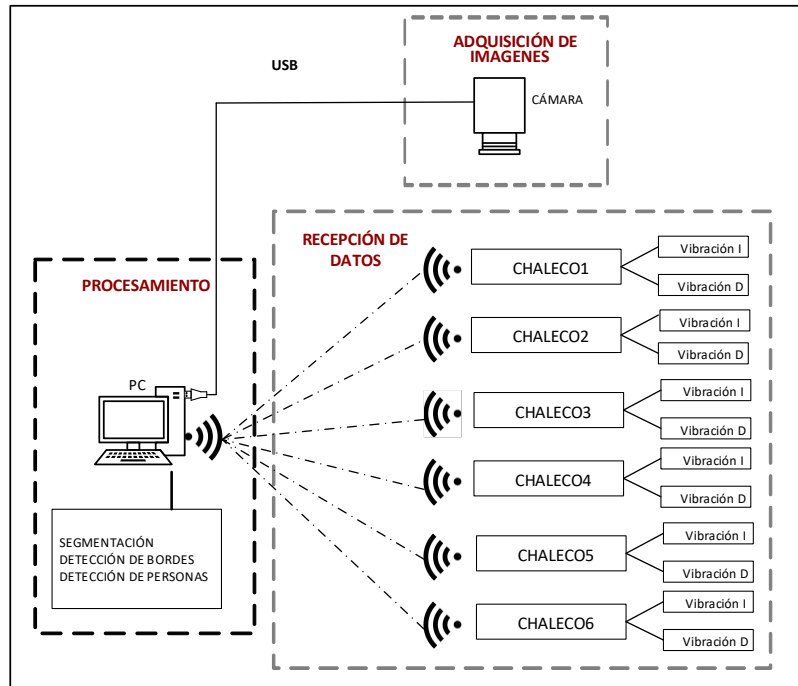 ADQUISICIÓN DE
IMAGENES
USB
CÁMARA
RECEPCIÓN DE
DATOS
PROCESAMIENTO
PC
SEGMENTACIÓN
DETECCIÓN DE BORDES
DETECCIÓN DE PERSONAS
CHALECO1
Vibración I
Vibración D
CHALECO2
Vibración I
Vibración D
CHALECO3
Vibración I
Vibración D
CHALECO4
Vibración I
Vibración D
CHALECO5
Vibración I
Vibración D
CHALECO6
Vibración I
Vibración D